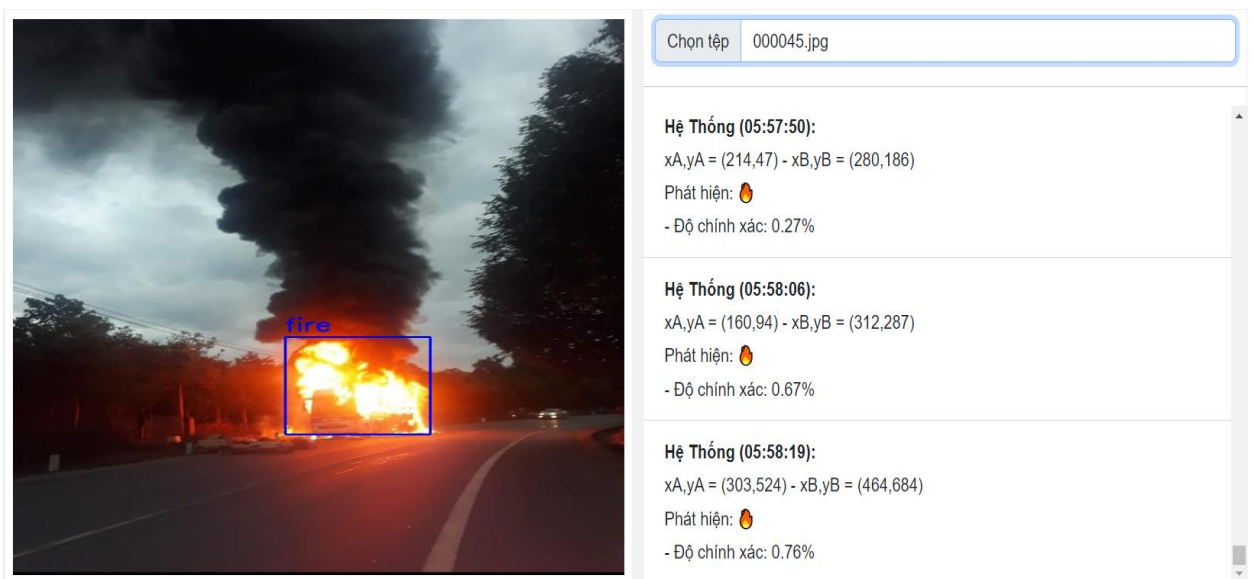 Chọn tệp 000045.jpg
fire
Hệ Thống (05:57:50):
xA,yA = (214,47) - xB,yB = (280,186)
Phát hiện: 🔥
- Độ chính xác: 0.27%
Hệ Thống (05:58:06):
xA,yA = (160,94) - xB,yB = (312,287)
Phát hiện: 🔥
- Độ chính xác: 0.67%
Hệ Thống (05:58:19):
xA,yA = (303,524) - xB,yB = (464,684)
Phát hiện: 🔥
- Độ chính xác: 0.76%